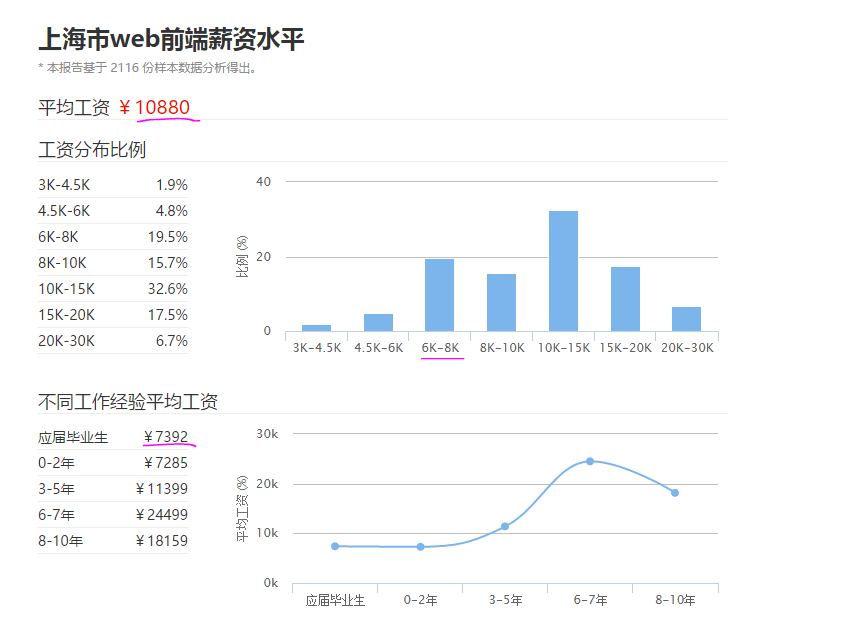 上海市web前端薪资水平
* 本报告基于 2116 份样本数据分析得出。
平均工资 ￥10880
工资分布比例
3K-4.5K 1.9%
4.5K-6K 4.8%
6K-8K 19.5%
8K-10K 15.7%
10K-15K 32.6%
15K-20K 17.5%
20K-30K 6.7%
比例 (%)
40
20
0
3K-4.5K 4.5K-6K 6K-8K 8K-10K 10K-15K 15K-20K 20K-30K
不同工作经验平均工资
应届毕业生 ￥7392
0-2年 ￥7285
3-5年 ￥11399
6-7年 ￥24499
8-10年 ￥18159
平均工资 (%)
30k
20k
10k
0k
应届毕业生 0-2年 3-5年 6-7年 8-10年